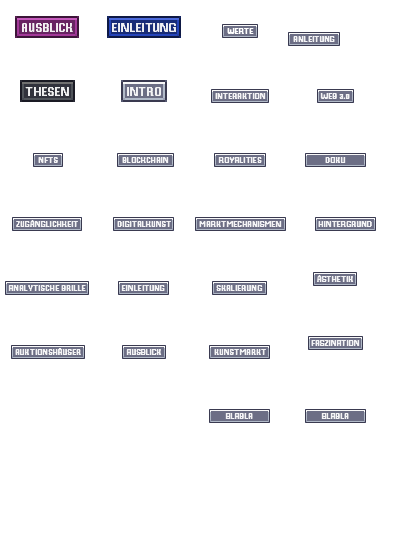 AUSBLICK
EINLEITUNG
WERTE
ANLEITUNG
THESEN
INTRO
INTERAKTION
WEB 3.0
NFTS
BLOCKCHAIN
ROYALITIES
DOKU
ZUGÄNGLICHKEIT
DIGITALKUNST
MARKTMECHANISMEN
HINTERGRUND
ANALYTISCHE BRILLE
EINLEITUNG
SKALIERUNG
ÄSTHETIK
AUKTIONSHÄUSER
AUSBLICK
KUNSTMARKT
FASZINATION
BLABLA
BLABLA